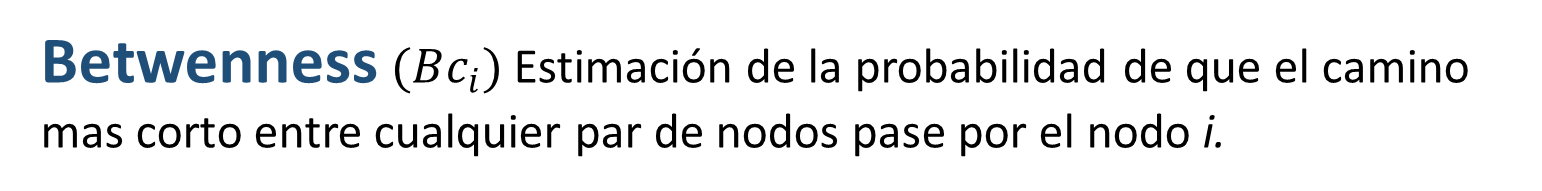 Betwenness (Bc_i) Estimación de la probabilidad de que el camino
mas corto entre cualquier par de nodos pase por el nodo i.